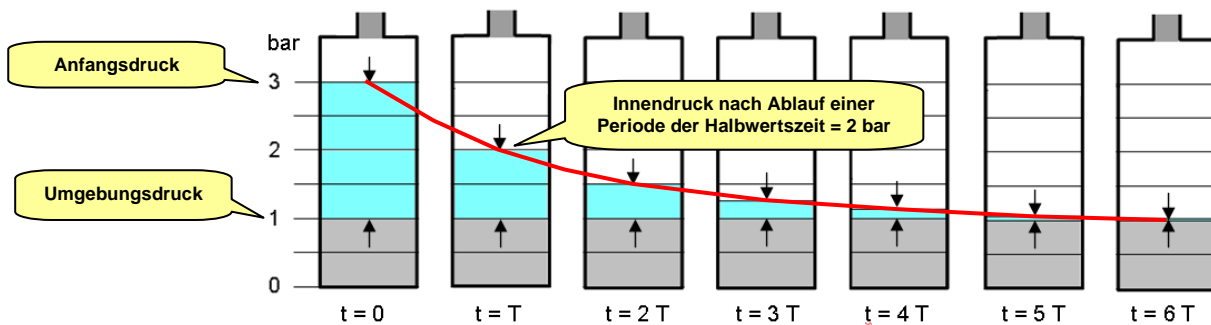 bar
Anfangsdruck
3
Innendruck nach Ablauf einer
Periode der Halbwertszeit = 2 bar
2
Umgebungsdruck
1
0
t = 0
t = T
t = 2 T
t = 3 T
t = 4 T
t = 5 T
t = 6 T